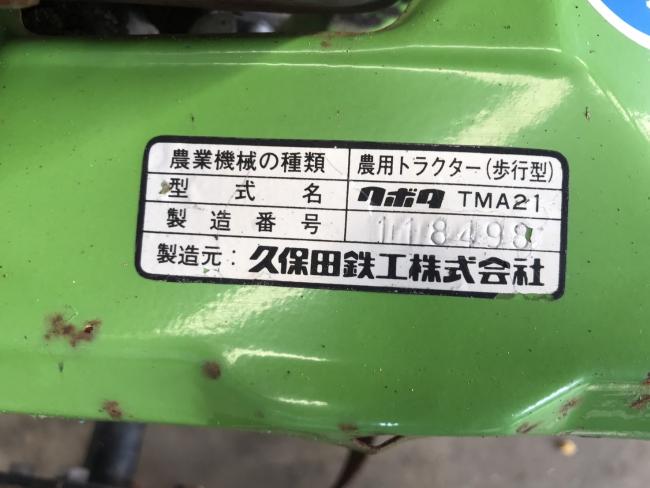 農業機械の種類 農用トラクター(歩行型)
型式名 クボタ TMA21
製造番号 118498
製造元: 久保田鉄工株式会社